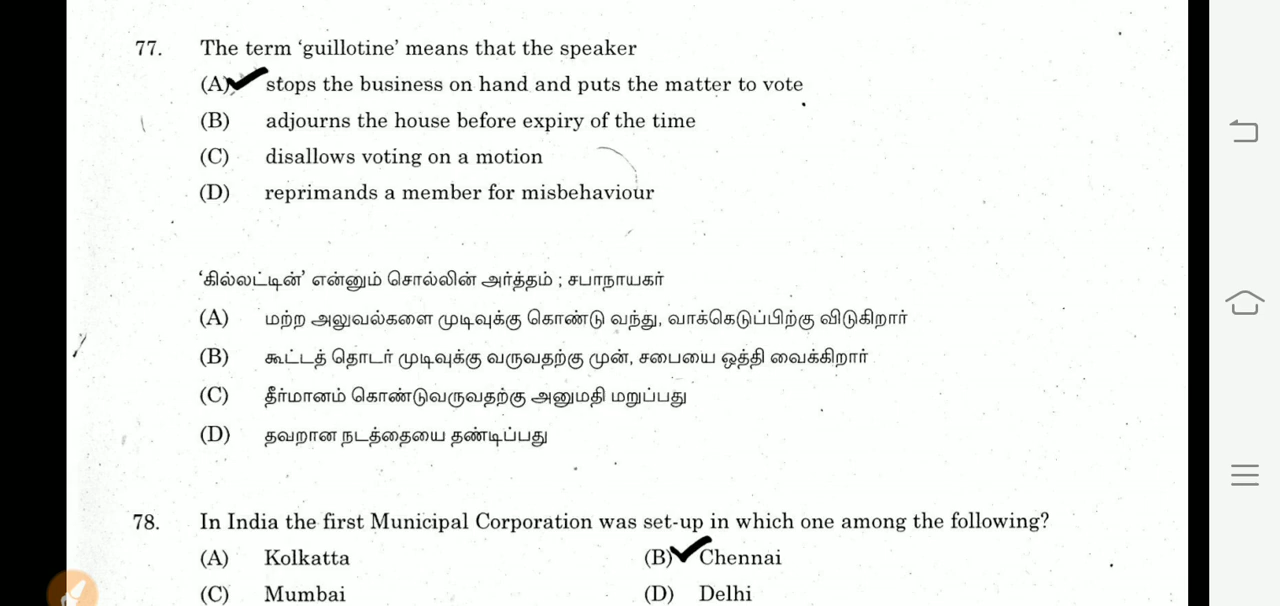 77. The term ‘guillotine’ means that the speaker
(A) stops the business on hand and puts the matter to vote
(B) adjourns the house before expiry of the time
(C) disallows voting on a motion
(D) reprimands a member for misbehaviour
‘கில்லட்டின்’ என்னும் சொல்லின் அர்த்தம் ; சபாநாயகர்
(A) மற்ற அலுவல்களை முடிவுக்கு கொண்டு வந்து, வாக்கெடுப்பிற்கு விடுகிறார்
(B) கூட்டத் தொடர் முடிவுக்கு வருவதற்கு முன், சபையை ஒத்தி வைக்கிறார்
(C) தீர்மானம் கொண்டுவருவதற்கு அனுமதி மறுப்பது
(D) தவறான நடத்தையை தண்டிப்பது
78. In India the first Municipal Corporation was set-up in which one among the following?
(A) Kolkatta (B) Chennai
(C) Mumbai (D) Delhi